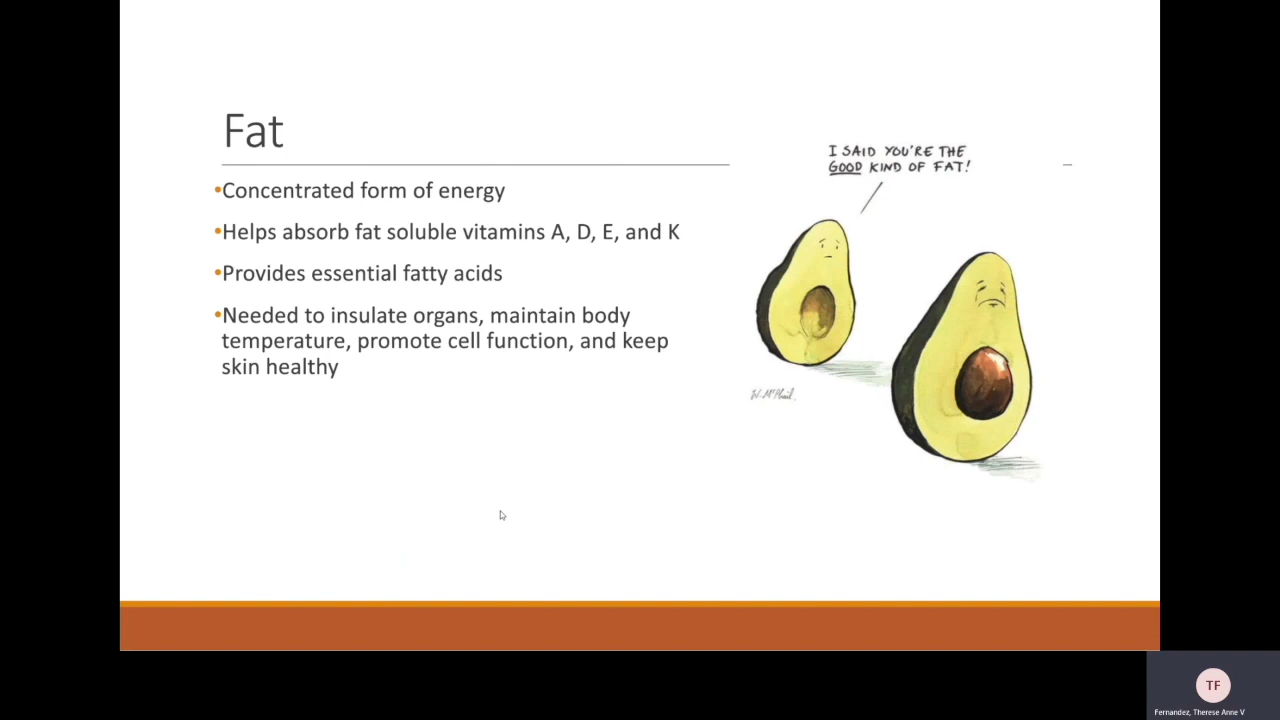 Fat
I SAID YOU'RE THE
GOOD KIND OF FAT!
•Concentrated form of energy
•Helps absorb fat soluble vitamins A, D, E, and K
•Provides essential fatty acids
•Needed to insulate organs, maintain body
temperature, promote cell function, and keep
skin healthy
W. McPhail.
TF
Fernandez, Therese Anne V